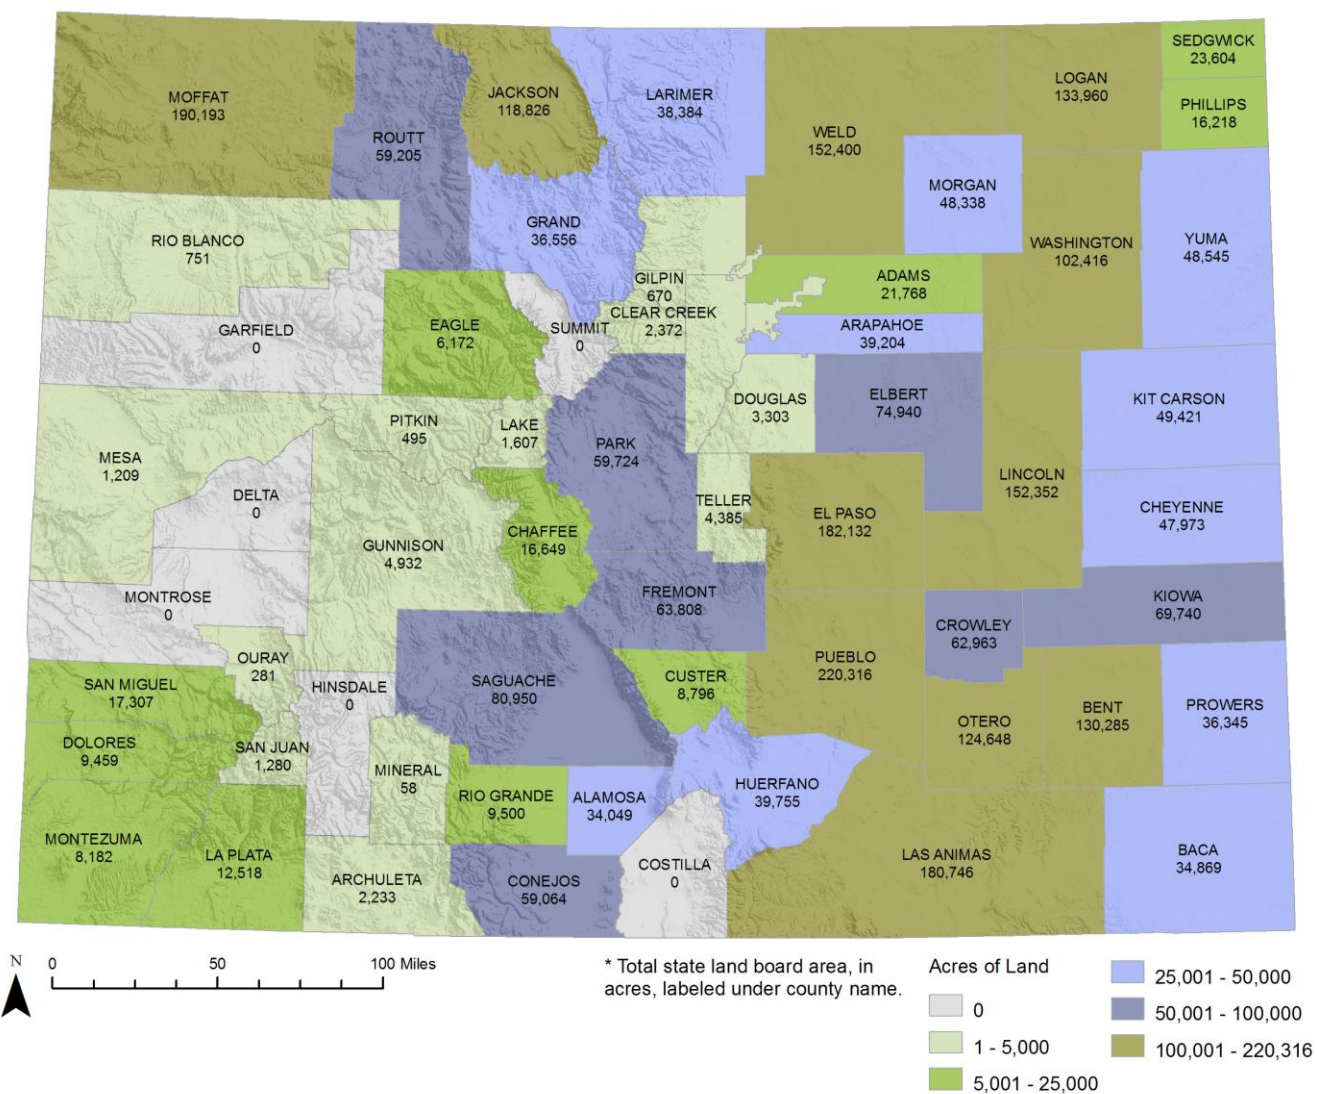 MOFFAT
190,193
ROUTT
59,205
JACKSON
118,826
LARIMER
38,384
WELD
152,400
LOGAN
133,960
SEDGWICK
23,604
PHILLIPS
16,218
MORGAN
48,338
GRAND
36,556
RIO BLANCO
751
WASHINGTON
102,416
YUMA
48,545
GILPIN
670
CLEAR CREEK
2,372
ADAMS
21,768
ARAPAHOE
39,204
GARFIELD
0
EAGLE
6,172
SUMMIT
0
DOUGLAS
3,303
ELBERT
74,940
KIT CARSON
49,421
PITKIN
495
LAKE
1,607
PARK
59,724
MESA
1,209
DELTA
0
LINCOLN
152,352
TELLER
4,385
EL PASO
182,132
CHEYENNE
47,973
GUNNISON
4,932
CHAFFEE
16,649
MONTROSE
0
FREMONT
63,808
CROWLEY
62,963
KIOWA
69,740
OURAY
281
SAN MIGUEL
17,307
HINSDALE
0
SAGUACHE
80,950
CUSTER
8,796
PUEBLO
220,316
OTERO
124,648
BENT
130,285
PROWERS
36,345
DOLORES
9,459
SAN JUAN
1,280
MINERAL
58
RIO GRANDE
9,500
ALAMOSA
34,049
HUERFANO
39,755
MONTEZUMA
8,182
LA PLATA
12,518
ARCHULETA
2,233
CONEJOS
59,064
COSTILLA
0
LAS ANIMAS
180,746
BACA
34,869
N
0 50 100 Miles
* Total state land board area, in
acres, labeled under county name.
Acres of Land
0
1 - 5,000
5,001 - 25,000
25,001 - 50,000
50,001 - 100,000
100,001 - 220,316